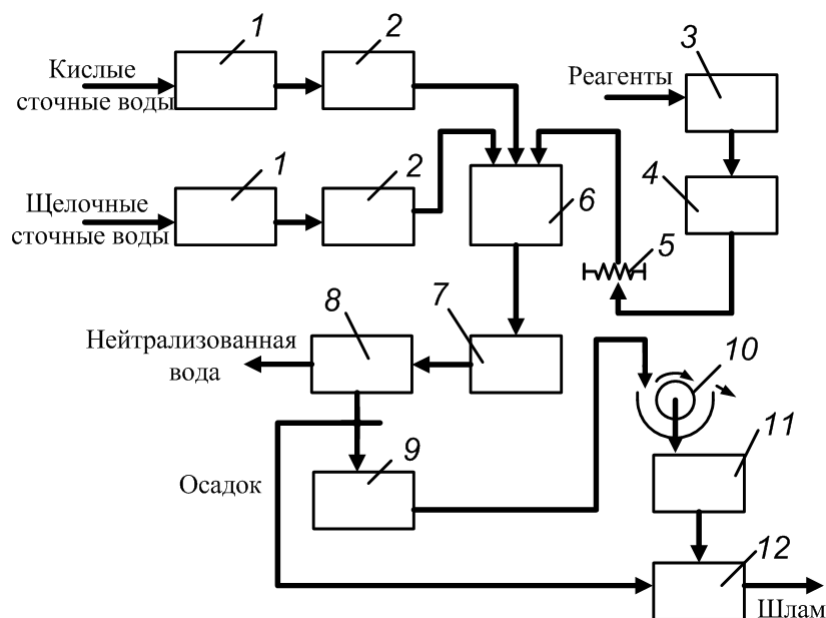 1
2
3
Кислые
сточные воды
Реагенты
1
2
4
Щелочные
сточные воды
6
5
8
7
Нейтрализованная
вода
10
9
11
Осадок
12
Шлам